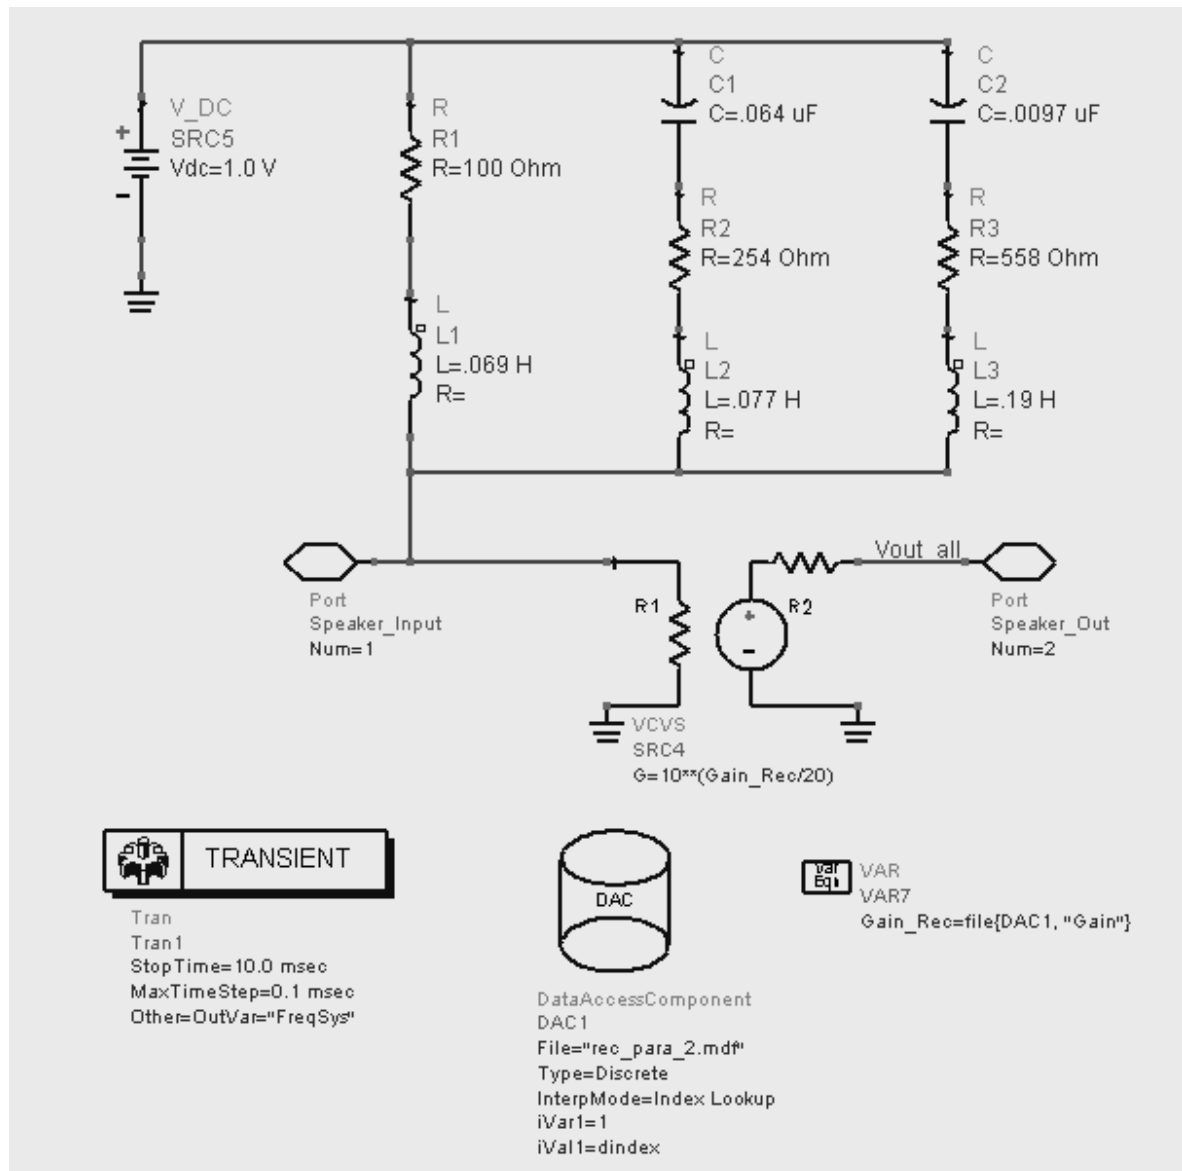 V_DC
SRC5
Vdc=1.0 V
+
-
R
R1
R=100 Ohm
L
L1
L=.069 H
R=
C
C1
C=.064 uF
R
R2
R=254 Ohm
L
L2
L=.077 H
R=
C
C2
C=.0097 uF
R
R3
R=558 Ohm
L
L3
L=.19 H
R=
Port
Speaker_Input
Num=1
R1
+
-
R2
Vout_all
Port
Speaker_Out
Num=2
VCVS
SRC4
G=10**(Gain_Rec/20)
TRANSIENT
Tran
Tran1
StopTime=10.0 msec
MaxTimeStep=0.1 msec
Other=OutVar="FreqSys"
DAC
DataAccessComponent
DAC1
File="rec_para_2.mdf"
Type=Discrete
InterpMode=Index Lookup
iVar1=1
iVal1=dindex
Var
Eqn
VAR
VAR7
Gain_Rec=file{DAC1, "Gain"}